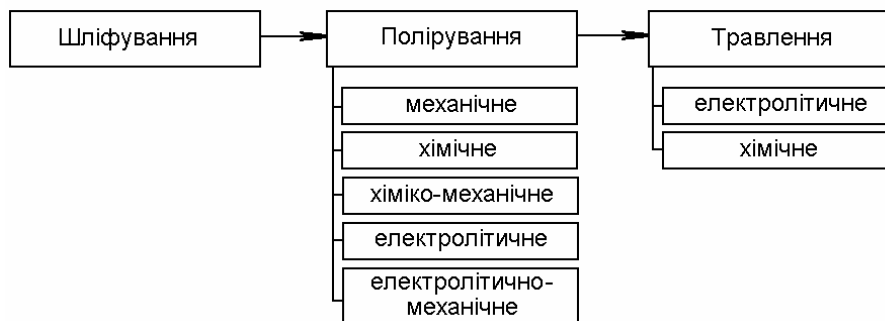 Шліфування
Полірування
Травлення
механічне
хімічне
хіміко-механічне
електролітичне
електролітично-
механічне
електролітичне
хімічне